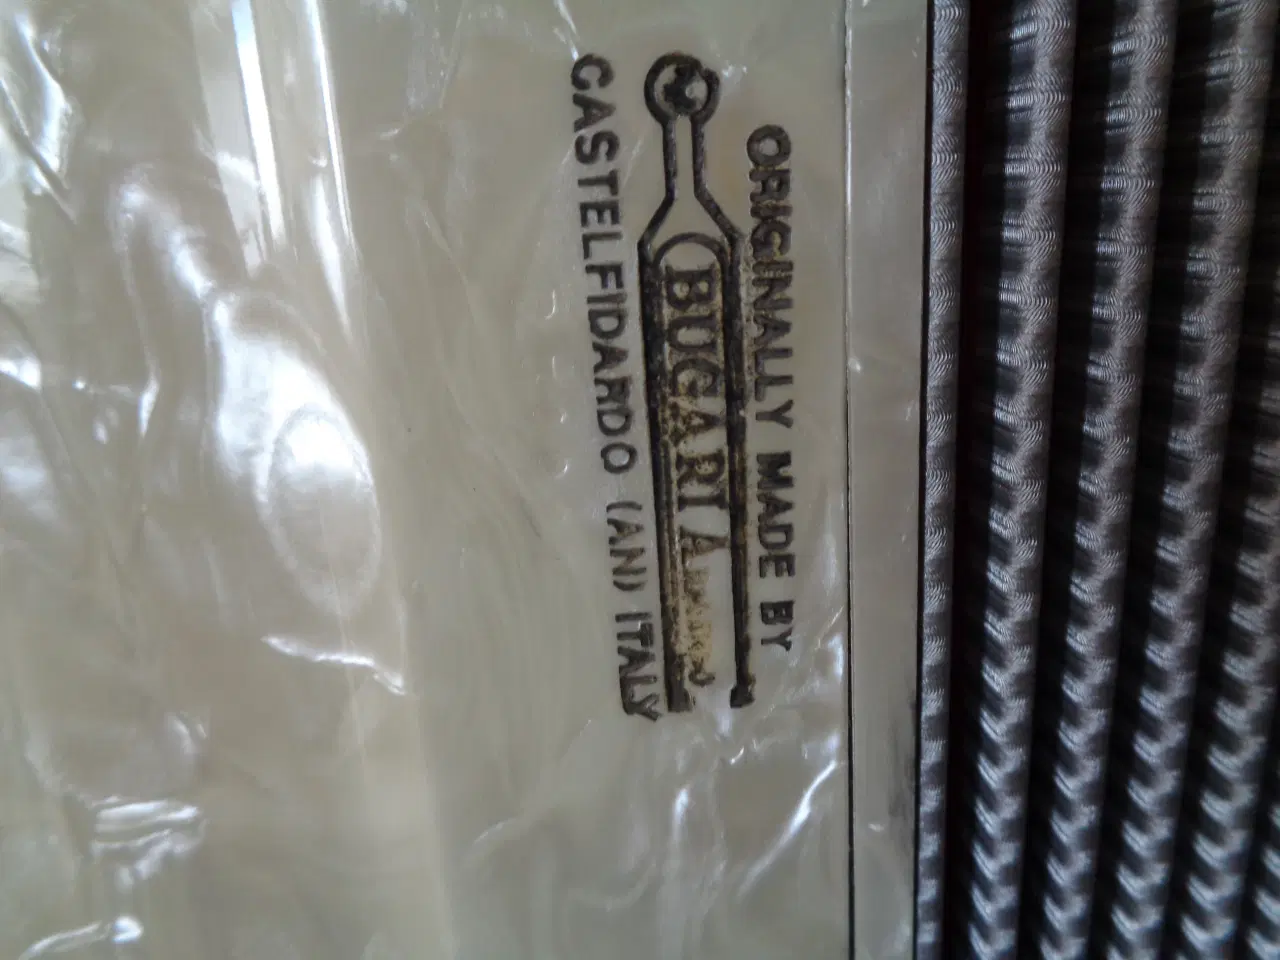 ORIGINALLY MADE BY
BUGARI A
CASTELFIDARDO (AN) ITALY